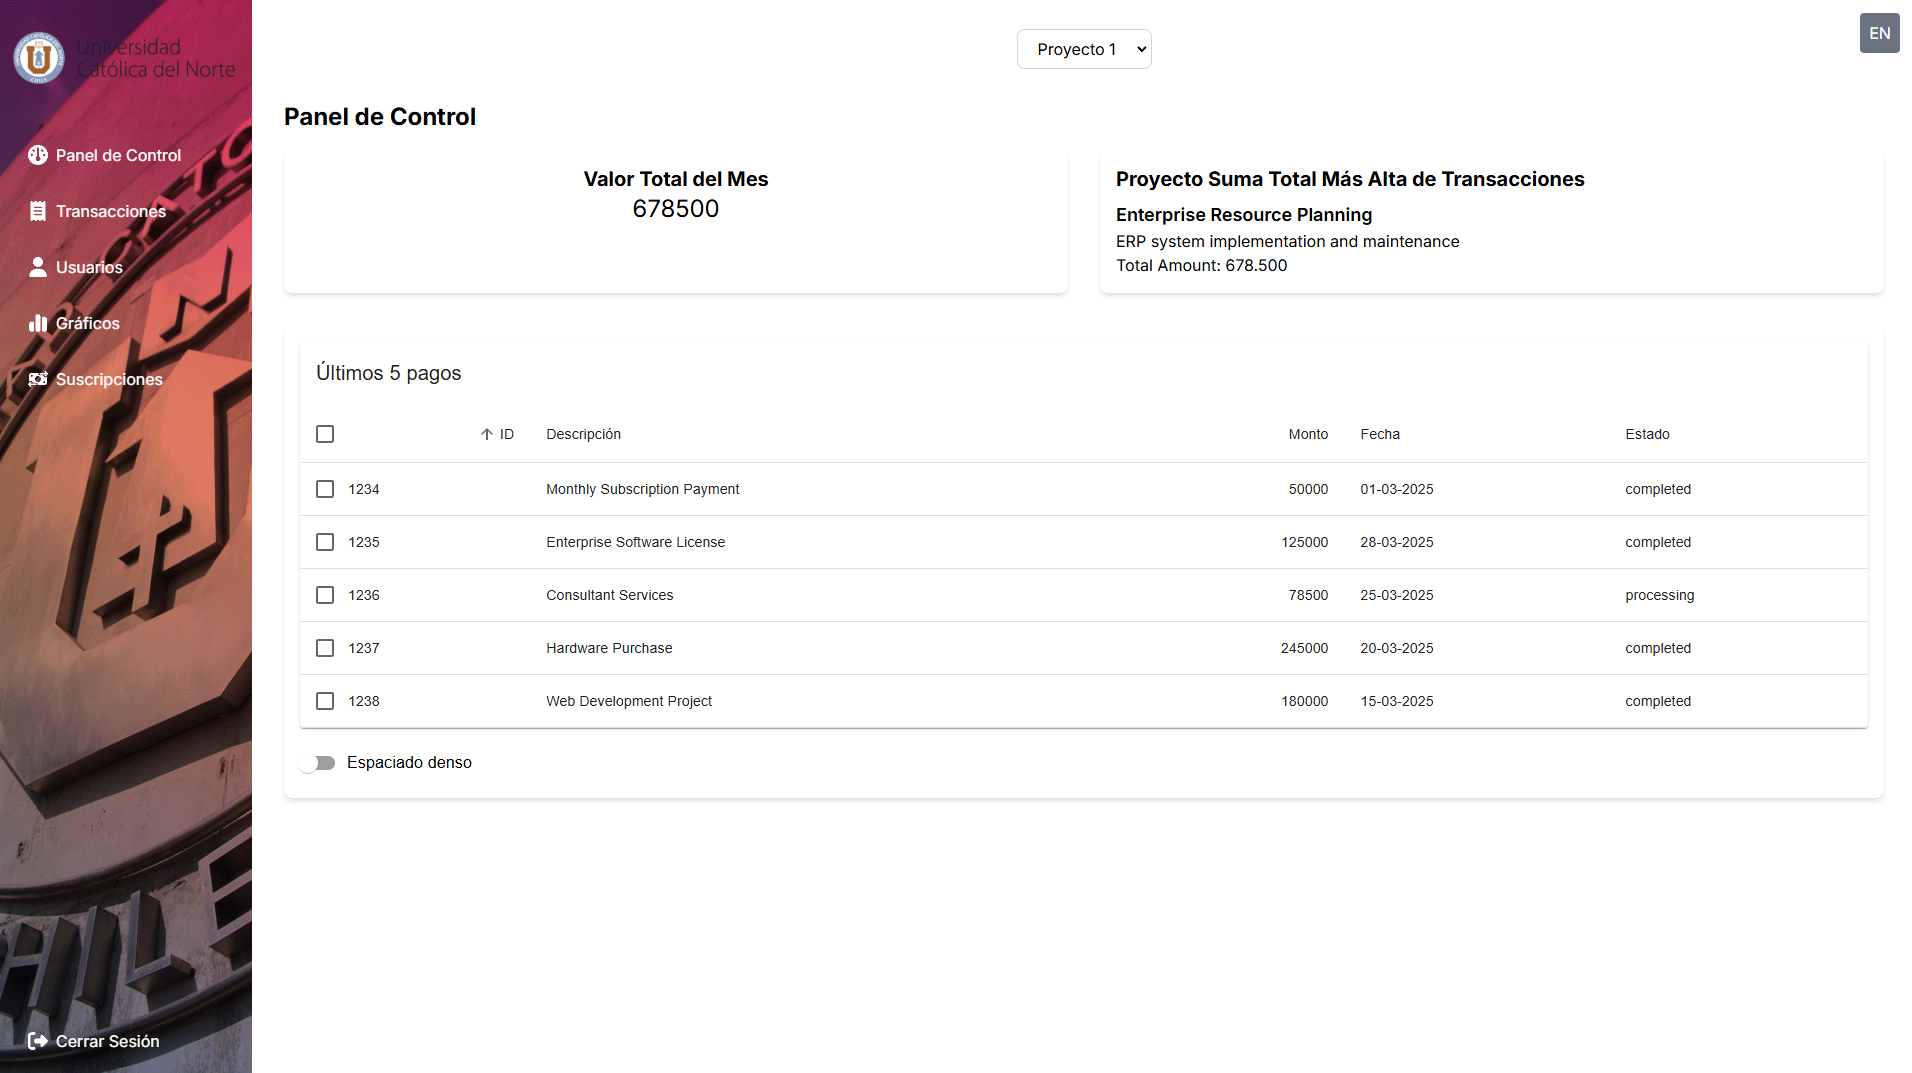 Universidad
Católica del Norte
Panel de Control
Transacciones
Usuarios
Gráficos
Suscripciones
Cerrar Sesión
Proyecto 1
EN
Panel de Control
Valor Total del Mes
678500
Proyecto Suma Total Más Alta de Transacciones
Enterprise Resource Planning
ERP system implementation and maintenance
Total Amount: 678.500
Últimos 5 pagos
ID Descripción Monto Fecha Estado
1234 Monthly Subscription Payment 50000 01-03-2025 completed
1235 Enterprise Software License 125000 28-03-2025 completed
1236 Consultant Services 78500 25-03-2025 processing
1237 Hardware Purchase 245000 20-03-2025 completed
1238 Web Development Project 180000 15-03-2025 completed
Espaciado denso